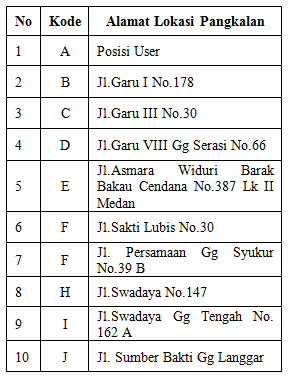 No Kode Alamat Lokasi Pangkalan
1 A Posisi User
2 B Jl.Garu I No.178
3 C Jl.Garu III No.30
4 D Jl.Garu VIII Gg Serasi No.66
5 E Jl.Asmara Widuri Barak
Bakau Cendana No.387 Lk II
Medan
6 F Jl.Sakti Lubis No.30
7 F Jl. Persamaan Gg Syukur
No.39 B
8 H Jl.Swadaya No.147
9 I Jl.Swadaya Gg Tengah No.
162 A
10 J Jl. Sumber Bakti Gg Langgar